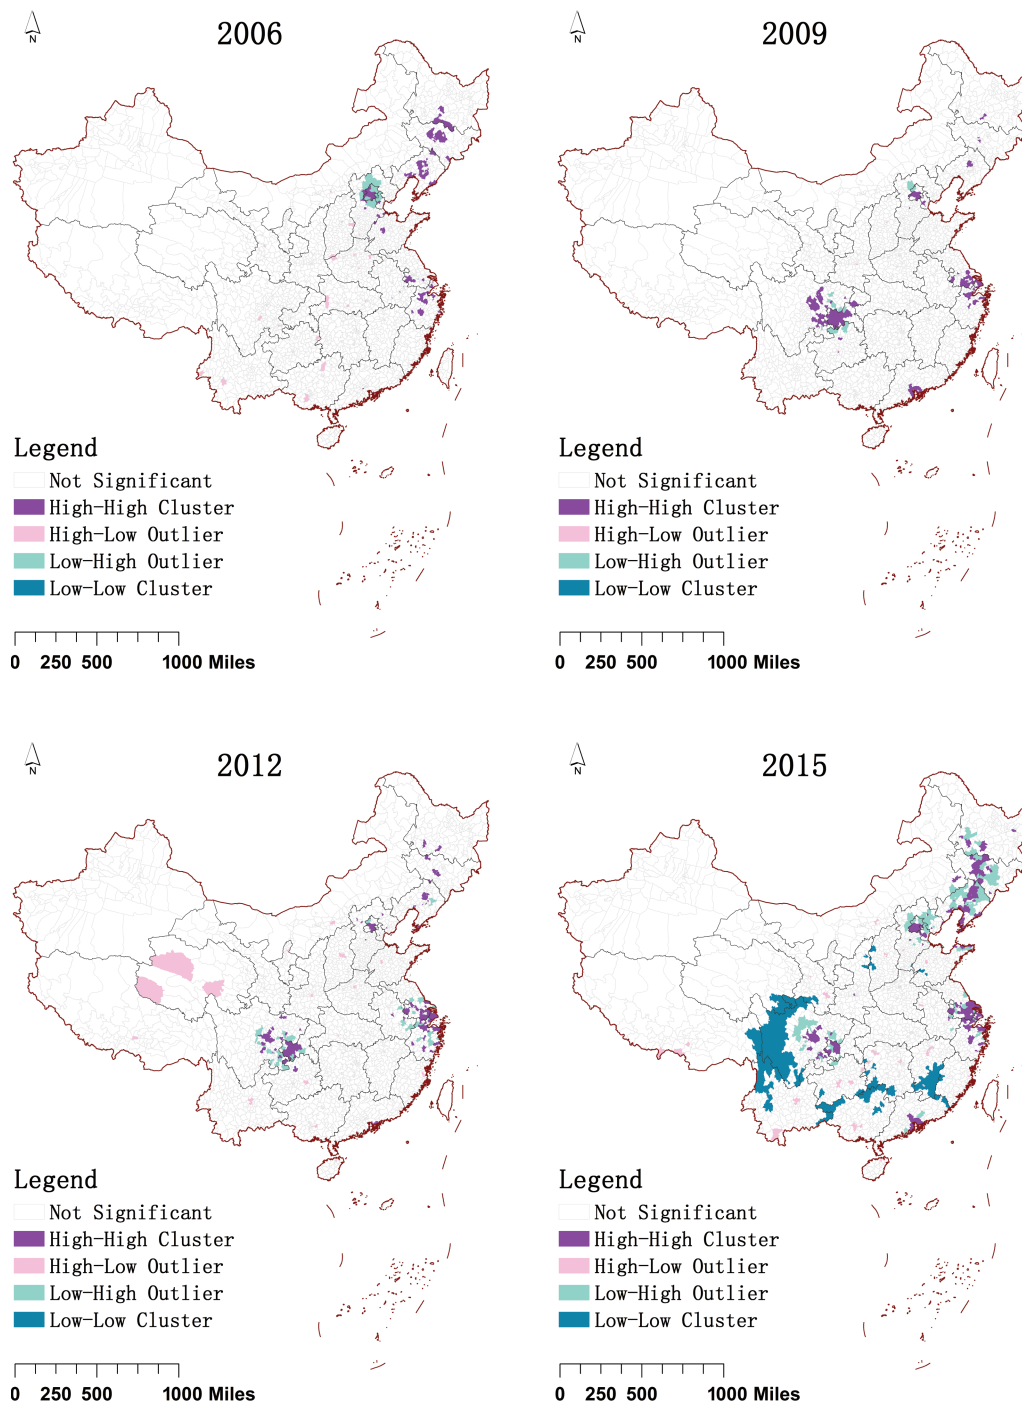 N
2006
Legend
Not Significant
High-High Cluster
High-Low Outlier
Low-High Outlier
Low-Low Cluster
0 250 500 1000 Miles
N
2009
Legend
Not Significant
High-High Cluster
High-Low Outlier
Low-High Outlier
Low-Low Cluster
0 250 500 1000 Miles
N
2012
Legend
Not Significant
High-High Cluster
High-Low Outlier
Low-High Outlier
Low-Low Cluster
0 250 500 1000 Miles
N
2015
Legend
Not Significant
High-High Cluster
High-Low Outlier
Low-High Outlier
Low-Low Cluster
0 250 500 1000 Miles